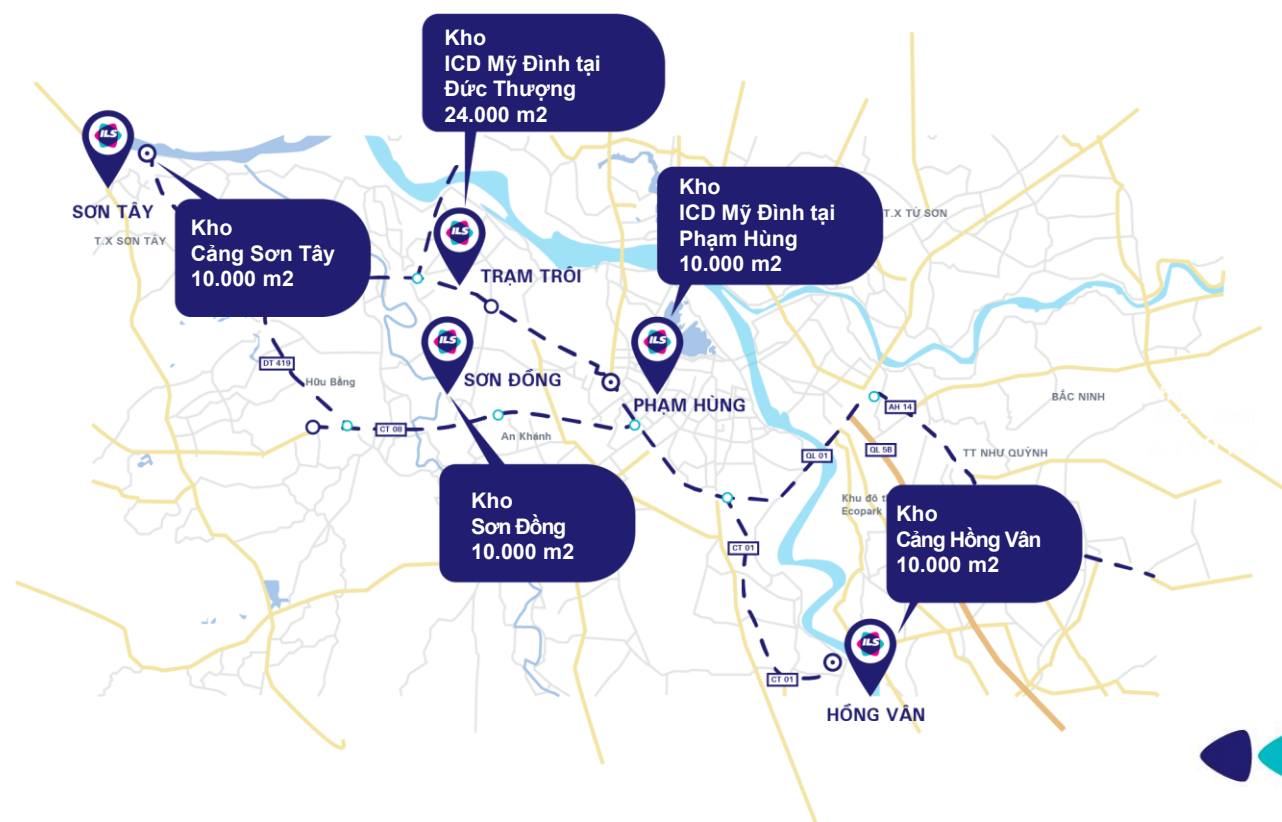 Kho
ICD Mỹ Đình tại
Đức Thượng
24.000 m2
ILS
SƠN TÂY
T.X SƠN TÂY
Kho
Cảng Sơn Tây
10.000 m2
ILS
TRẠM TRÔI
Kho
ICD Mỹ Đình tại
Phạm Hùng
10.000 m2
T.X TỪ SƠN
ILS
SƠN ĐỒNG
ILS
PHẠM HÙNG
DT 419
Hữu Bằng
CT 08
An Khánh
BẮC NINH
AH 14
QL 01
QL 5B
TT NHƯ QUỲNH
Kho
Sơn Đồng
10.000 m2
Khu đô t
Ecopark
Kho
Cảng Hồng Vân
10.000 m2
CT 01
CT 01
ILS
HỒNG VÂN